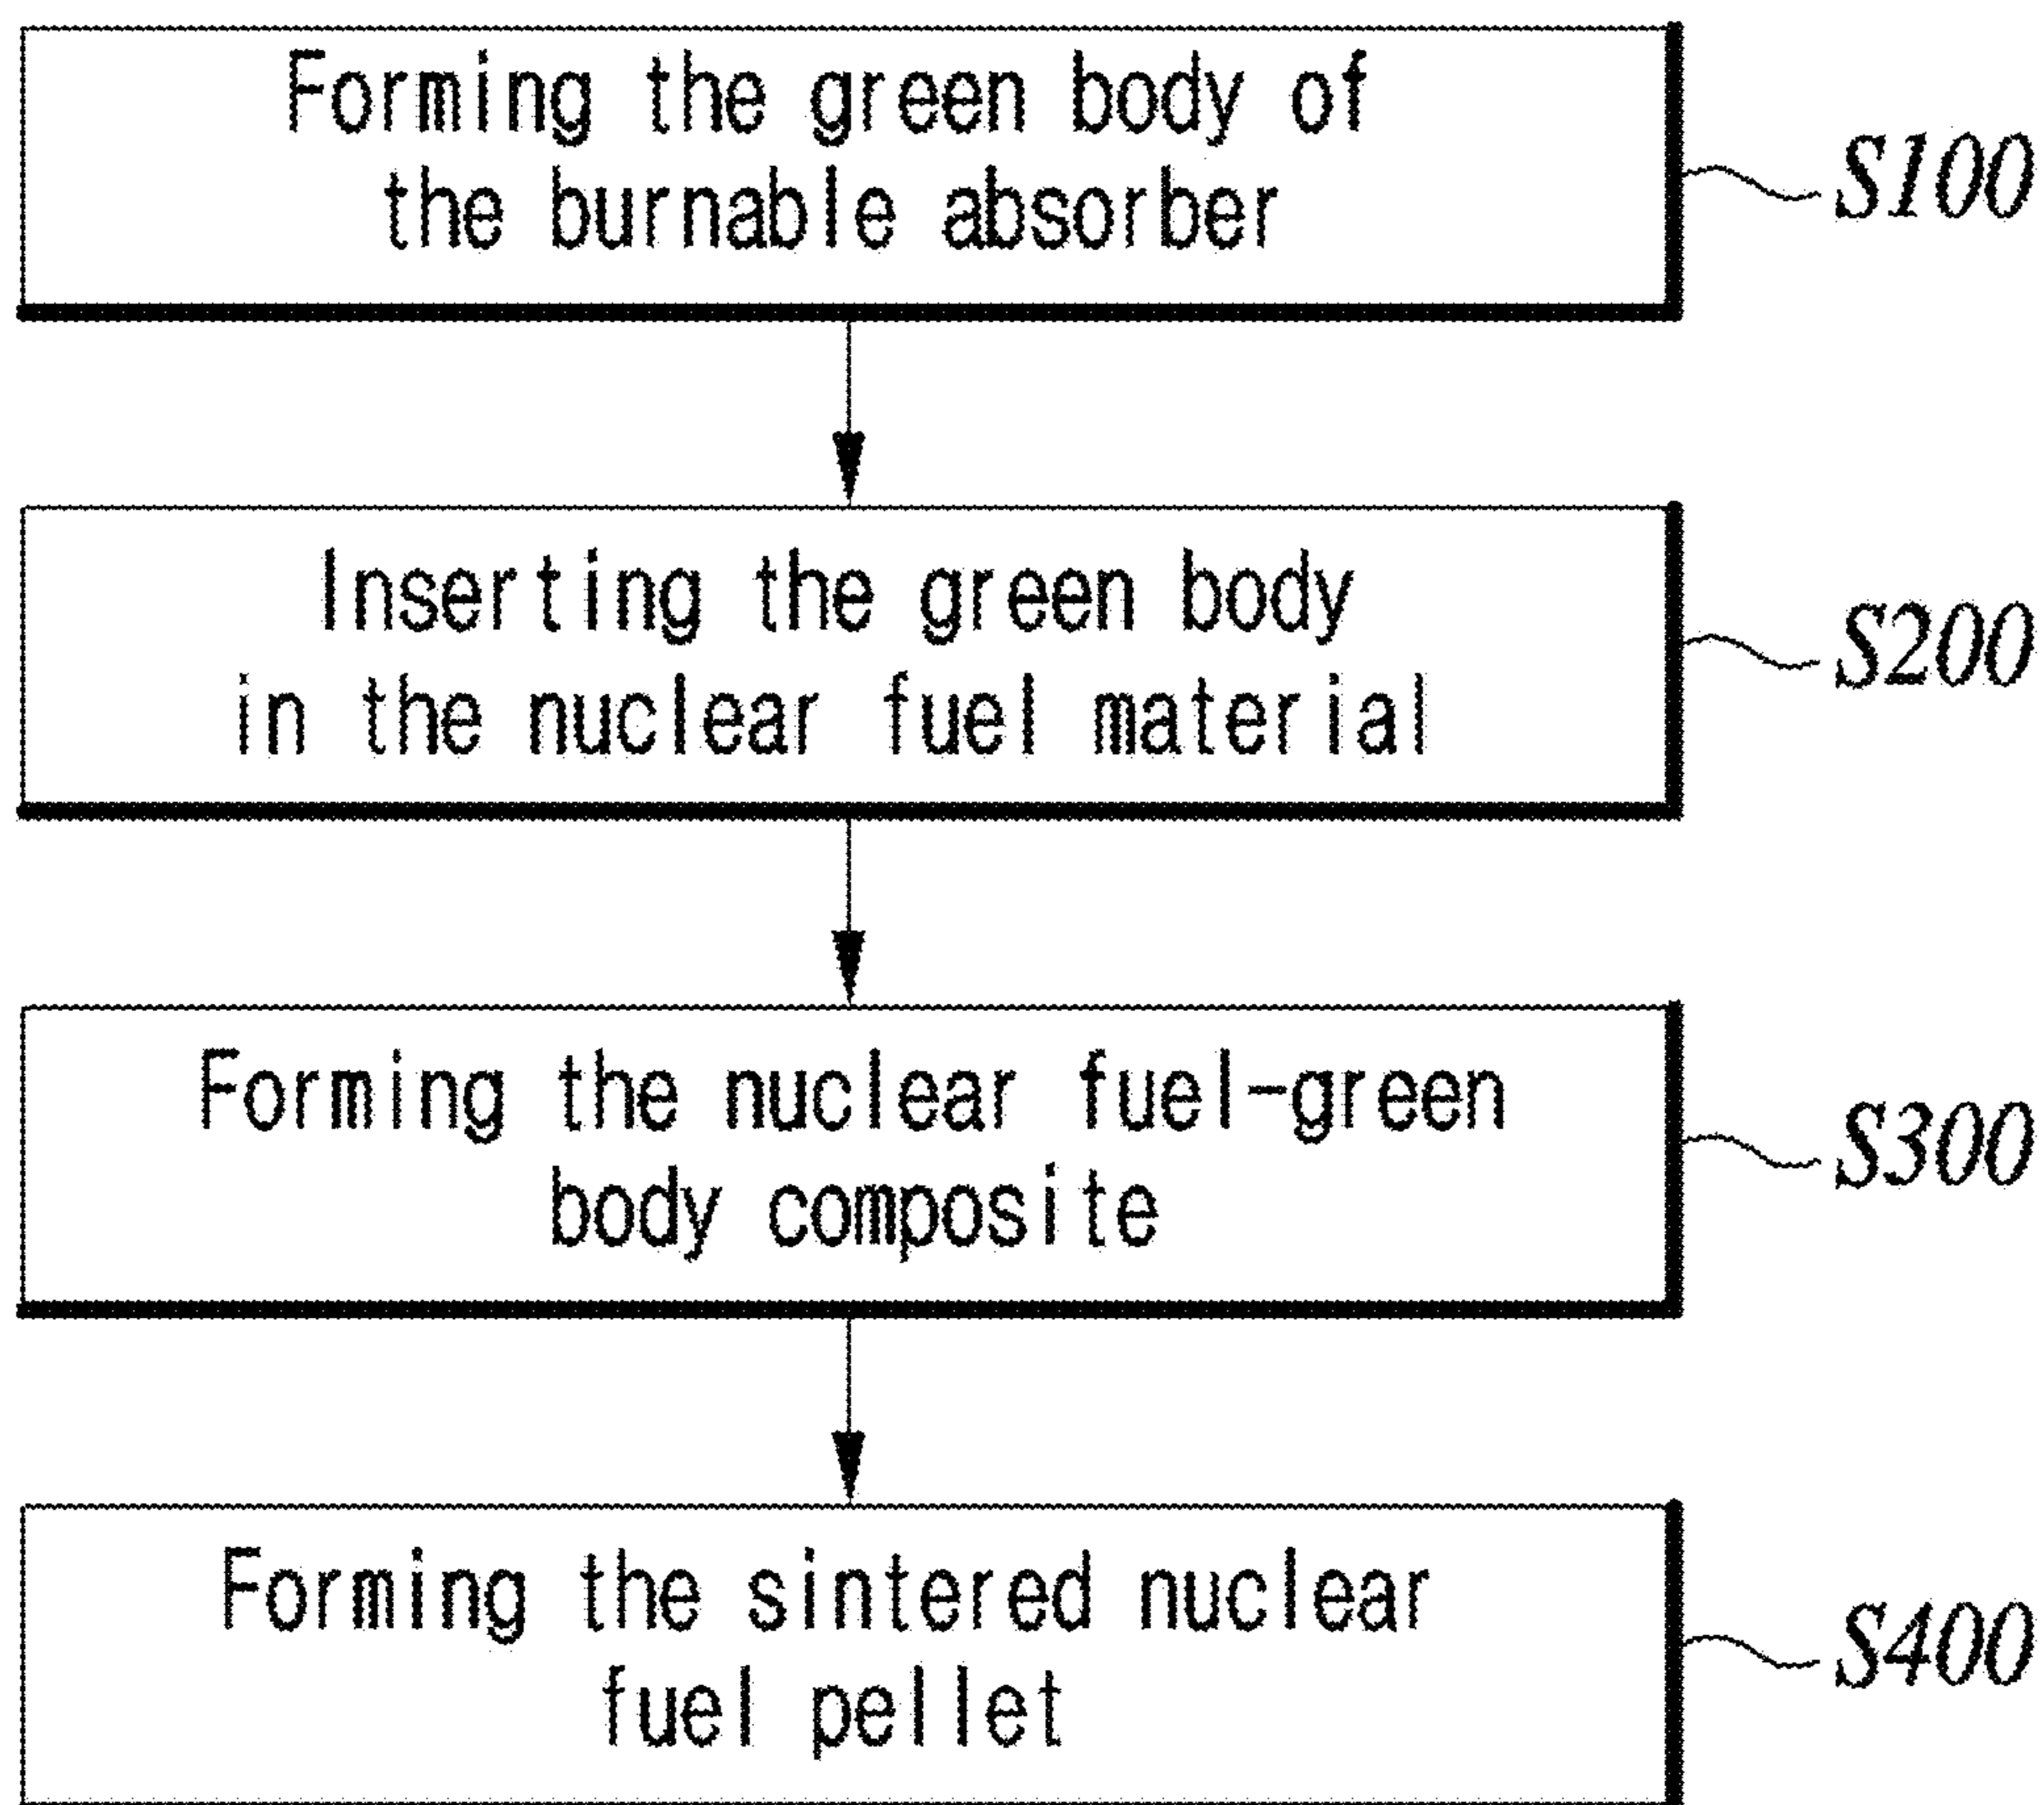 Forming the green body of
the burnable absorber
S100
Inserting the green body
in the nuclear fuel material
S200
Forming the nuclear fuel-green
body composite
S300
Forming the sintered nuclear
fuel pellet
S400